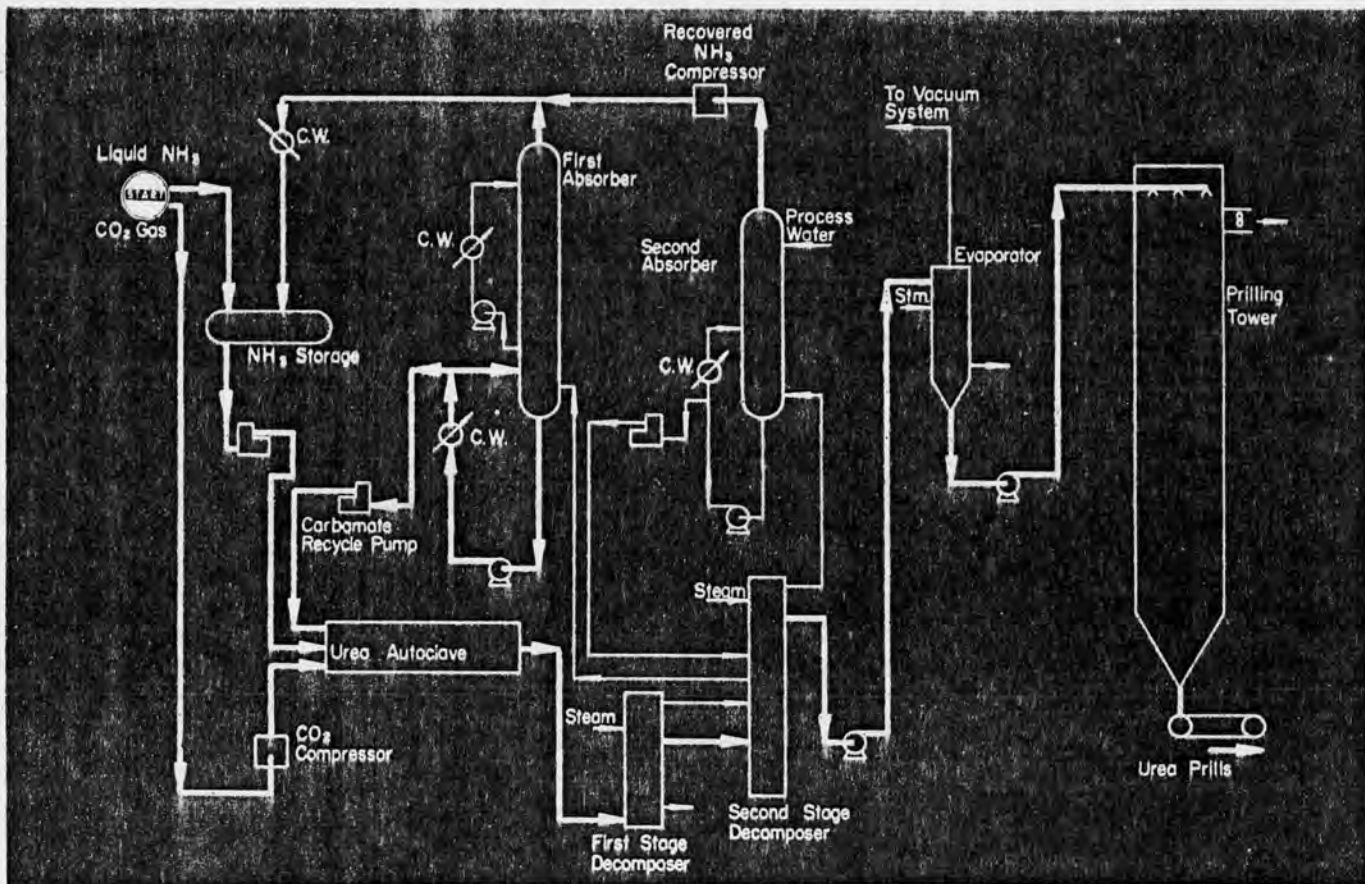 Recovered
NH₃
Compressor
To Vacuum
System
C.W.
Liquid NH₃
START
CO₂ Gas
First
Absorber
C.W.
Process
Water
Second
Absorber
Evaporator
Stm.
8
Prilling
Tower
NH₃ Storage
C.W.
C.W.
Carbamate
Recycle Pump
Steam
Urea Autoclave
Steam
CO₂
Compressor
Urea Prills
Second Stage
Decomposer
First Stage
Decomposer